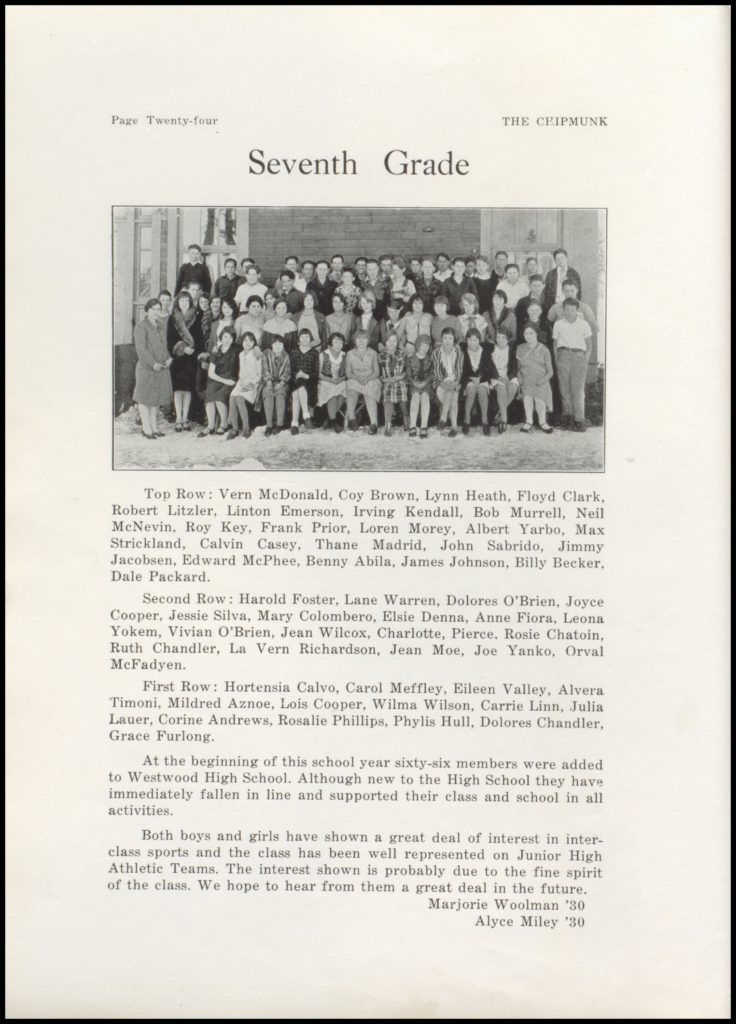 Page Twenty-four THE CHIPMUNK
Seventh Grade
Top Row: Vern McDonald, Coy Brown, Lynn Heath, Floyd Clark,
Robert Litzler, Linton Emerson, Irving Kendall, Bob Murrell, Neil
McNevin, Roy Key, Frank Prior, Loren Morey, Albert Yarbo, Max
Strickland, Calvin Casey, Thane Madrid, John Sabrido, Jimmy
Jacobsen, Edward McPhee, Benny Abila, James Johnson, Billy Becker,
Dale Packard.
Second Row: Harold Foster, Lane Warren, Dolores O'Brien, Joyce
Cooper, Jessie Silva, Mary Colombero, Elsie Denna, Anne Fiora, Leona
Yokem, Vivian O'Brien, Jean Wilcox, Charlotte, Pierce. Rosie Chatoin,
Ruth Chandler, La Vern Richardson, Jean Moe, Joe Yanko, Orval
McFadyen.
First Row: Hortensia Calvo, Carol Meffley, Eileen Valley, Alvera
Timoni, Mildred Aznoe, Lois Cooper, Wilma Wilson, Carrie Linn, Julia
Lauer, Corine Andrews, Rosalie Phillips, Phylis Hull, Dolores Chandler,
Grace Furlong.
At the beginning of this school year sixty-six members were added
to Westwood High School. Although new to the High School they have
immediately fallen in line and supported their class and school in all
activities.
Both boys and girls have shown a great deal of interest in inter-
class sports and the class has been well represented on Junior High
Athletic Teams. The interest shown is probably due to the fine spirit
of the class. We hope to hear from them a great deal in the future.
Marjorie Woolman '30
Alyce Miley '30